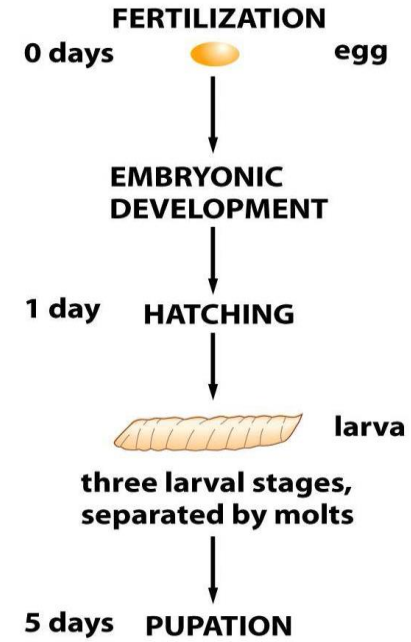 FERTILIZATION
0 days egg
EMBRYONIC
DEVELOPMENT
1 day HATCHING
larva
three larval stages,
separated by molts
5 days PUPATION